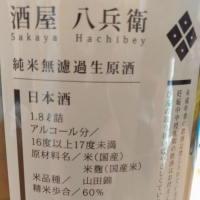 酒屋 八兵衛
Sakaya Hachibey
純米無濾過生原酒
日本酒
1.8ℓ詰
アルコール分/
16度以上17度未満
原材料名/米(国産)
米麹(国産米)
米品種/ 山田錦
精米歩合/60%